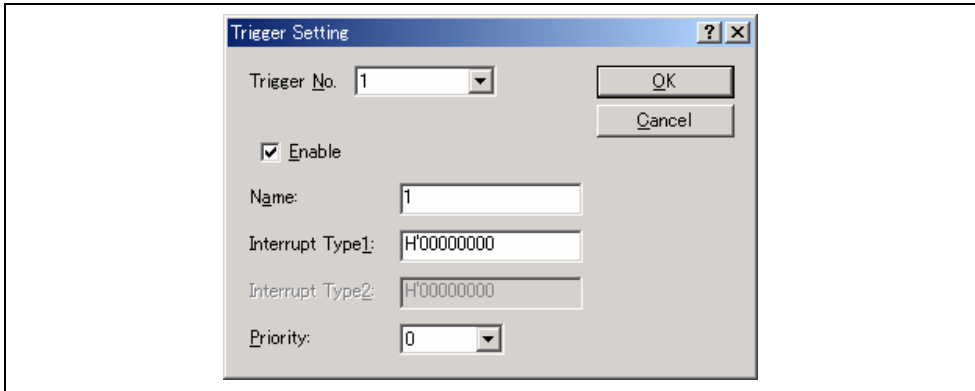 Trigger Setting
Trigger No. 1
OK
Cancel
Enable
Name: 1
Interrupt Type1: H'00000000
Interrupt Type2: H'00000000
Priority: 0